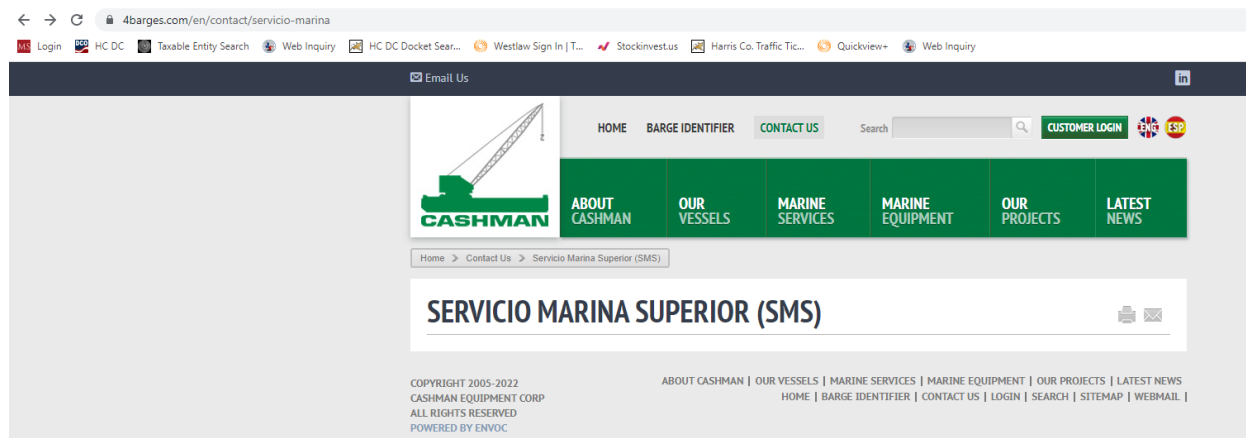 4barges.com/en/contact/servicio-marina
MS Login DCO HC DC Taxable Entity Search Web Inquiry HC DC Docket Sear... Westlaw Sign In | T... Stockinvest.us Harris Co. Traffic Tic... Quickview+ Web Inquiry
Email Us in
HOME BARGE IDENTIFIER CONTACT US Search CUSTOMER LOGIN ENG ESP
CASHMAN
ABOUT CASHMAN
OUR VESSELS
MARINE SERVICES
MARINE EQUIPMENT
OUR PROJECTS
LATEST NEWS
Home > Contact Us > Servicio Marina Superior (SMS)
SERVICIO MARINA SUPERIOR (SMS)
COPYRIGHT 2005-2022
CASHMAN EQUIPMENT CORP
ALL RIGHTS RESERVED
POWERED BY ENVOC
ABOUT CASHMAN | OUR VESSELS | MARINE SERVICES | MARINE EQUIPMENT | OUR PROJECTS | LATEST NEWS
HOME | BARGE IDENTIFIER | CONTACT US | LOGIN | SEARCH | SITEMAP | WEBMAIL |